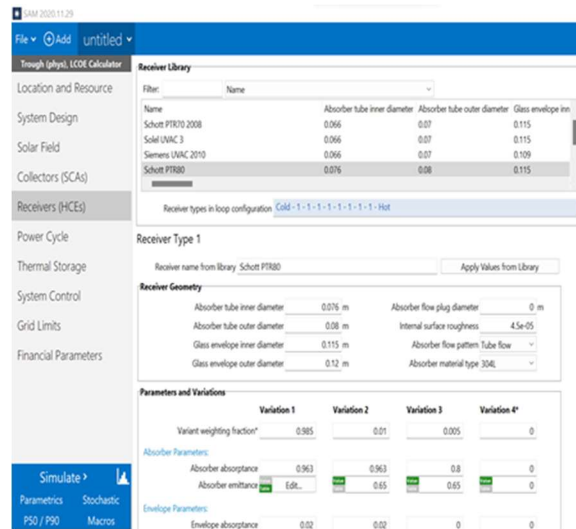 SAM 2020.11.29
File Add untitled
Trough (phys), LCOE Calculator
Location and Resource
System Design
Solar Field
Collectors (SCAs)
Receivers (HCEs)
Power Cycle
Thermal Storage
System Control
Grid Limits
Financial Parameters
Simulate >
Parametrics Stochastic
P50 / P90 Macros
Receiver Library
Filter: Name
Name Absorber tube inner diameter Absorber tube outer diameter Glass envelope inn
Schott PTR70 2008 0.066 0.07 0.115
Solel UVAC 3 0.066 0.07 0.115
Siemens UVAC 2010 0.066 0.07 0.109
Schott PTR80 0.076 0.08 0.115
Receiver types in loop configuration Cold - 1 - 1 - 1 - 1 - 1 - 1 - 1 - 1 - Hot
Receiver Type 1
Receiver name from library Schott PTR80 Apply Values from Library
Receiver Geometry
Absorber tube inner diameter 0.076 m Absorber flow plug diameter 0 m
Absorber tube outer diameter 0.08 m Internal surface roughness 4.5e-05
Glass envelope inner diameter 0.115 m Absorber flow pattern Tube flow
Glass envelope outer diameter 0.12 m Absorber material type 304L
Parameters and Variations
Variation 1 Variation 2 Variation 3 Variation 4*
Variant weighting fraction* 0.985 0.01 0.005 0
Absorber Parameters:
Absorber absorptance 0.963 0.963 0.8 0
Absorber emittance Edit... 0.65 0.65 0
Envelope Parameters:
Envelope absorptance 0.02 0.02 0 0